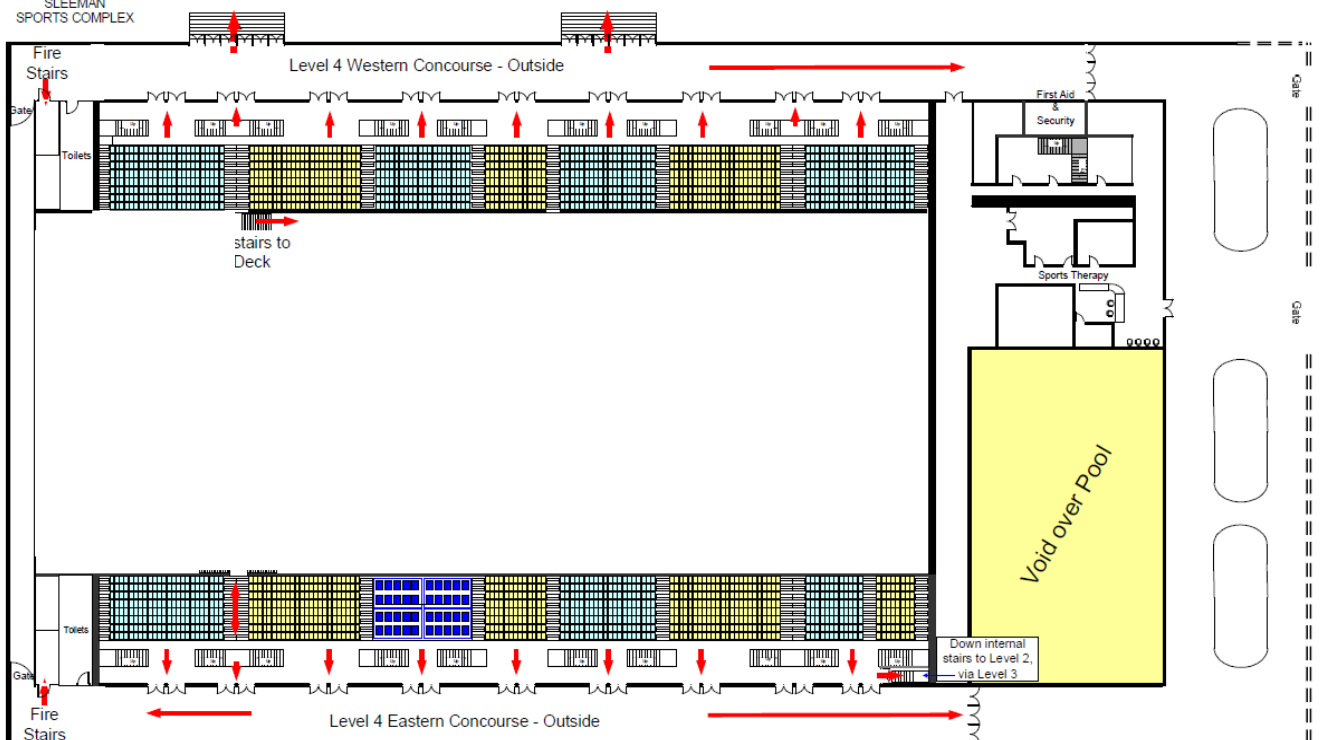 SLEEMAN
SPORTS COMPLEX
Fire
Stairs
Level 4 Western Concourse - Outside
Gate
Gate
First Aid
&
Security
Toilets
stairs to
Deck
Sports Therapy
Gate
Void over Pool
Toilets
Gate
Down internal
stairs to Level 2,
via Level 3
Fire
Stairs
Level 4 Eastern Concourse - Outside